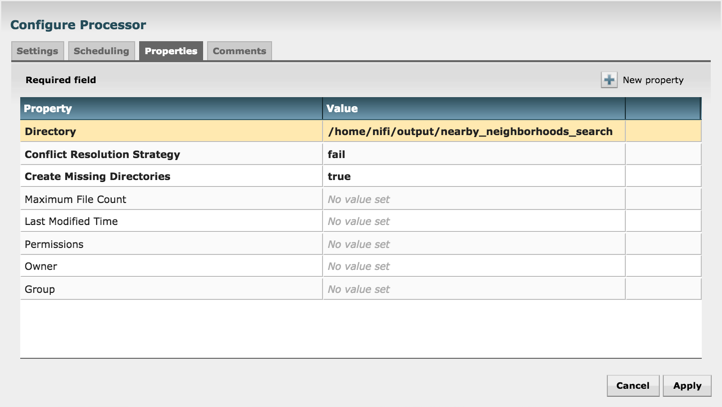 Configure Processor
Settings Scheduling Properties Comments
Required field New property
Property Value
Directory /home/nifi/output/nearby_neighborhoods_search
Conflict Resolution Strategy fail
Create Missing Directories true
Maximum File Count No value set
Last Modified Time No value set
Permissions No value set
Owner No value set
Group No value set
Cancel Apply